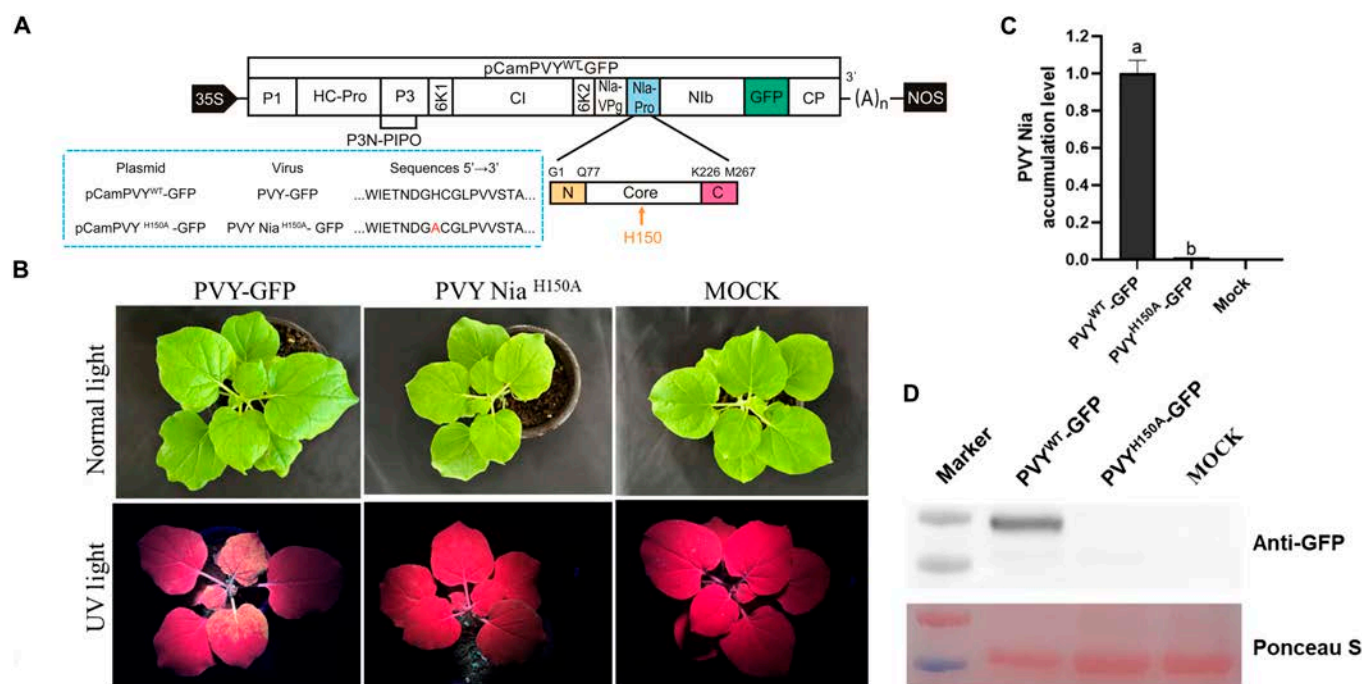 A
pCamPVYᵂᵀ-GFP
35S P1 HC-Pro P3 6K1 CI 6K2 NIa-VPg NIa-Pro NIb GFP CP 3' -(A)n NOS
P3N-PIPO
Plasmid Virus Sequences 5'→3'
pCamPVYᵂᵀ-GFP PVY-GFP ...WIETNDGHCGLPVVSTA...
pCamPVY ᴴ¹⁵⁰ᴬ -GFP PVY Nia ᴴ¹⁵⁰ᴬ- GFP ...WIETNDGACGLPVVSTA...
G1 Q77 K226 M267
N Core C
H150
B
PVY-GFP PVY Nia ᴴ¹⁵⁰ᴬ MOCK
Normal light
UV light
C
PVY Nia
accumulation level
1.2
1.0
0.8
0.6
0.4
0.2
0.0
a
b
PVYᵂᵀ-GFP
PVYᴴ¹⁵⁰ᴬ-GFP
Mock
D
Marker
PVYᵂᵀ-GFP
PVYᴴ¹⁵⁰ᴬ-GFP
MOCK
Anti-GFP
Ponceau S